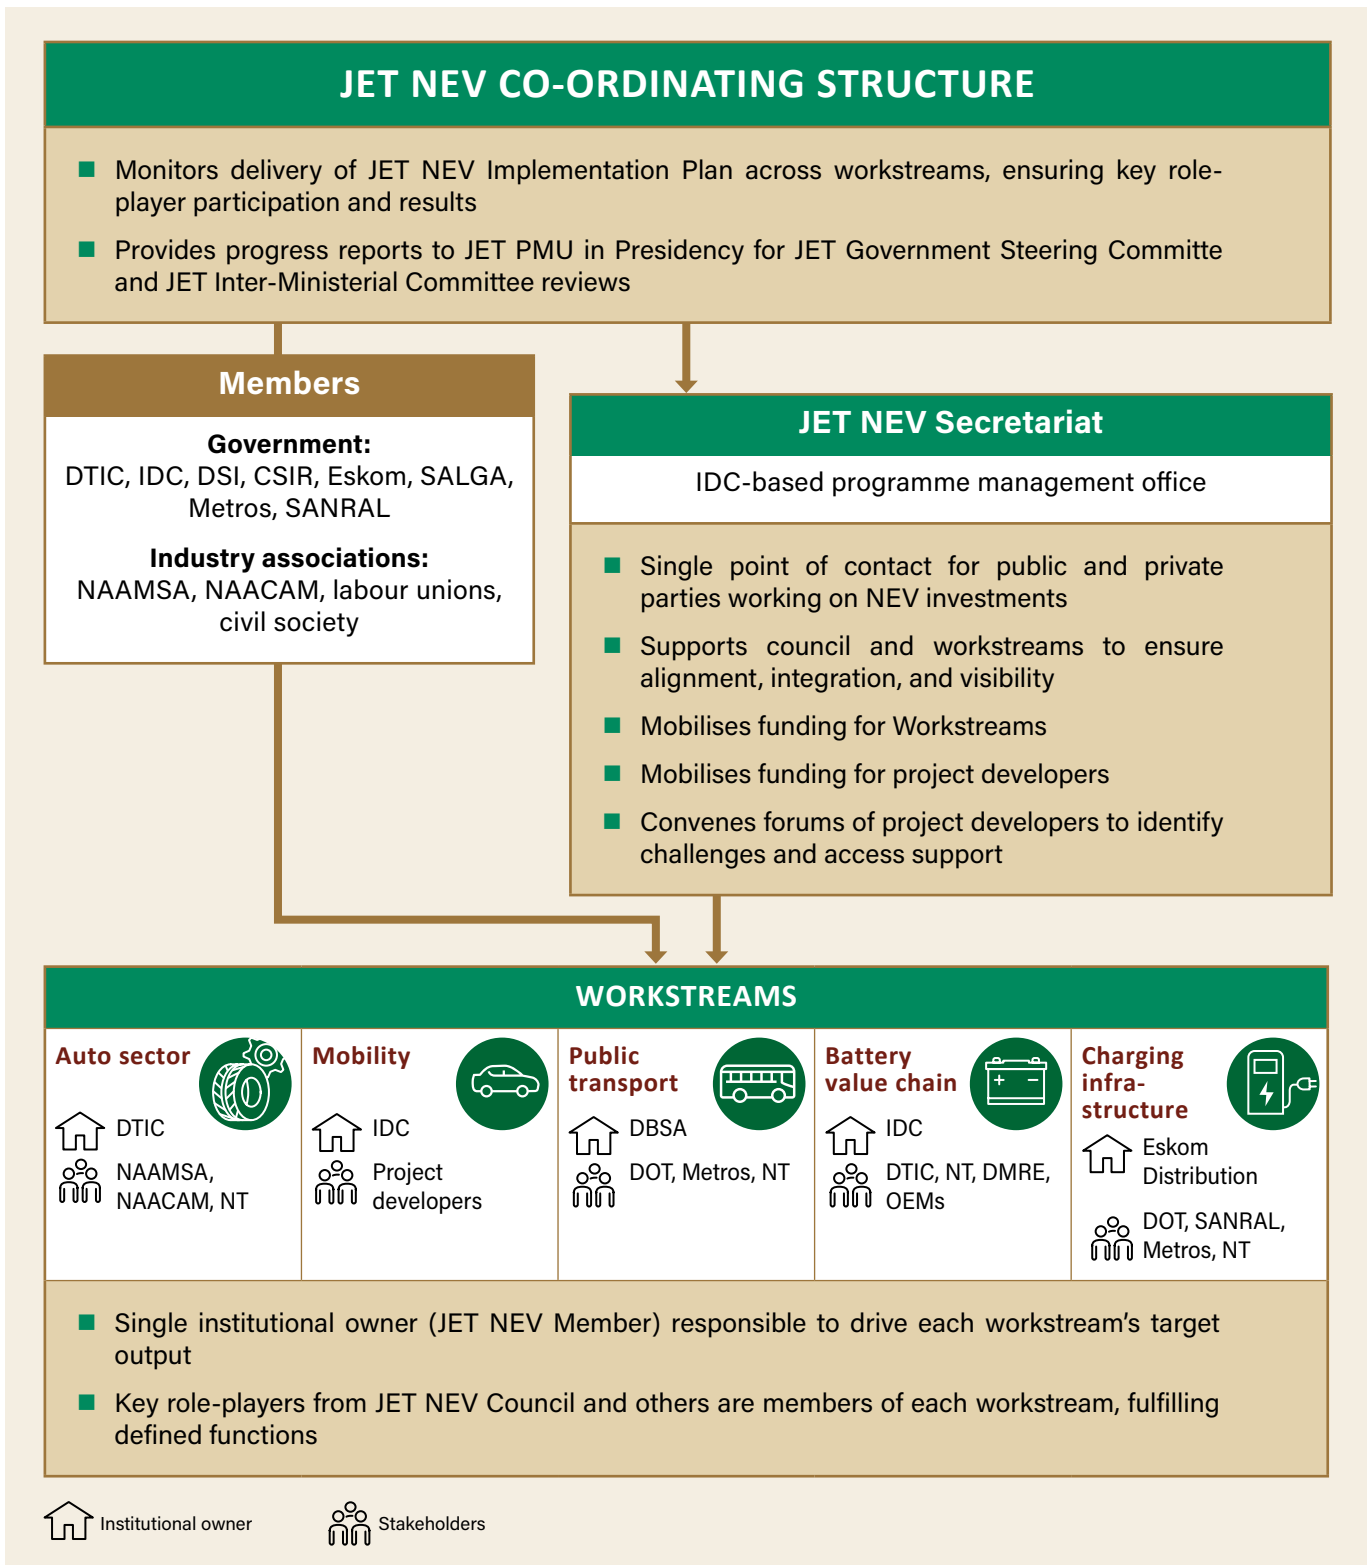 JET NEV CO-ORDINATING STRUCTURE
■ Monitors delivery of JET NEV Implementation Plan across workstreams, ensuring key role-
player participation and results
■ Provides progress reports to JET PMU in Presidency for JET Government Steering Committe
and JET Inter-Ministerial Committee reviews
Members
Government:
DTIC, IDC, DSI, CSIR, Eskom, SALGA,
Metros, SANRAL
Industry associations:
NAAMSA, NAACAM, labour unions,
civil society
JET NEV Secretariat
IDC-based programme management office
■ Single point of contact for public and private
parties working on NEV investments
■ Supports council and workstreams to ensure
alignment, integration, and visibility
■ Mobilises funding for Workstreams
■ Mobilises funding for project developers
■ Convenes forums of project developers to identify
challenges and access support
WORKSTREAMS
Auto sector
DTIC
NAAMSA,
NAACAM, NT
Mobility
IDC
Project
developers
Public
transport
DBSA
DOT, Metros, NT
Battery
value chain
IDC
DTIC, NT, DMRE,
OEMs
Charging
infra-
structure
Eskom
Distribution
DOT, SANRAL,
Metros, NT
■ Single institutional owner (JET NEV Member) responsible to drive each workstream’s target
output
■ Key role-players from JET NEV Council and others are members of each workstream, fulfilling
defined functions
Institutional owner
Stakeholders